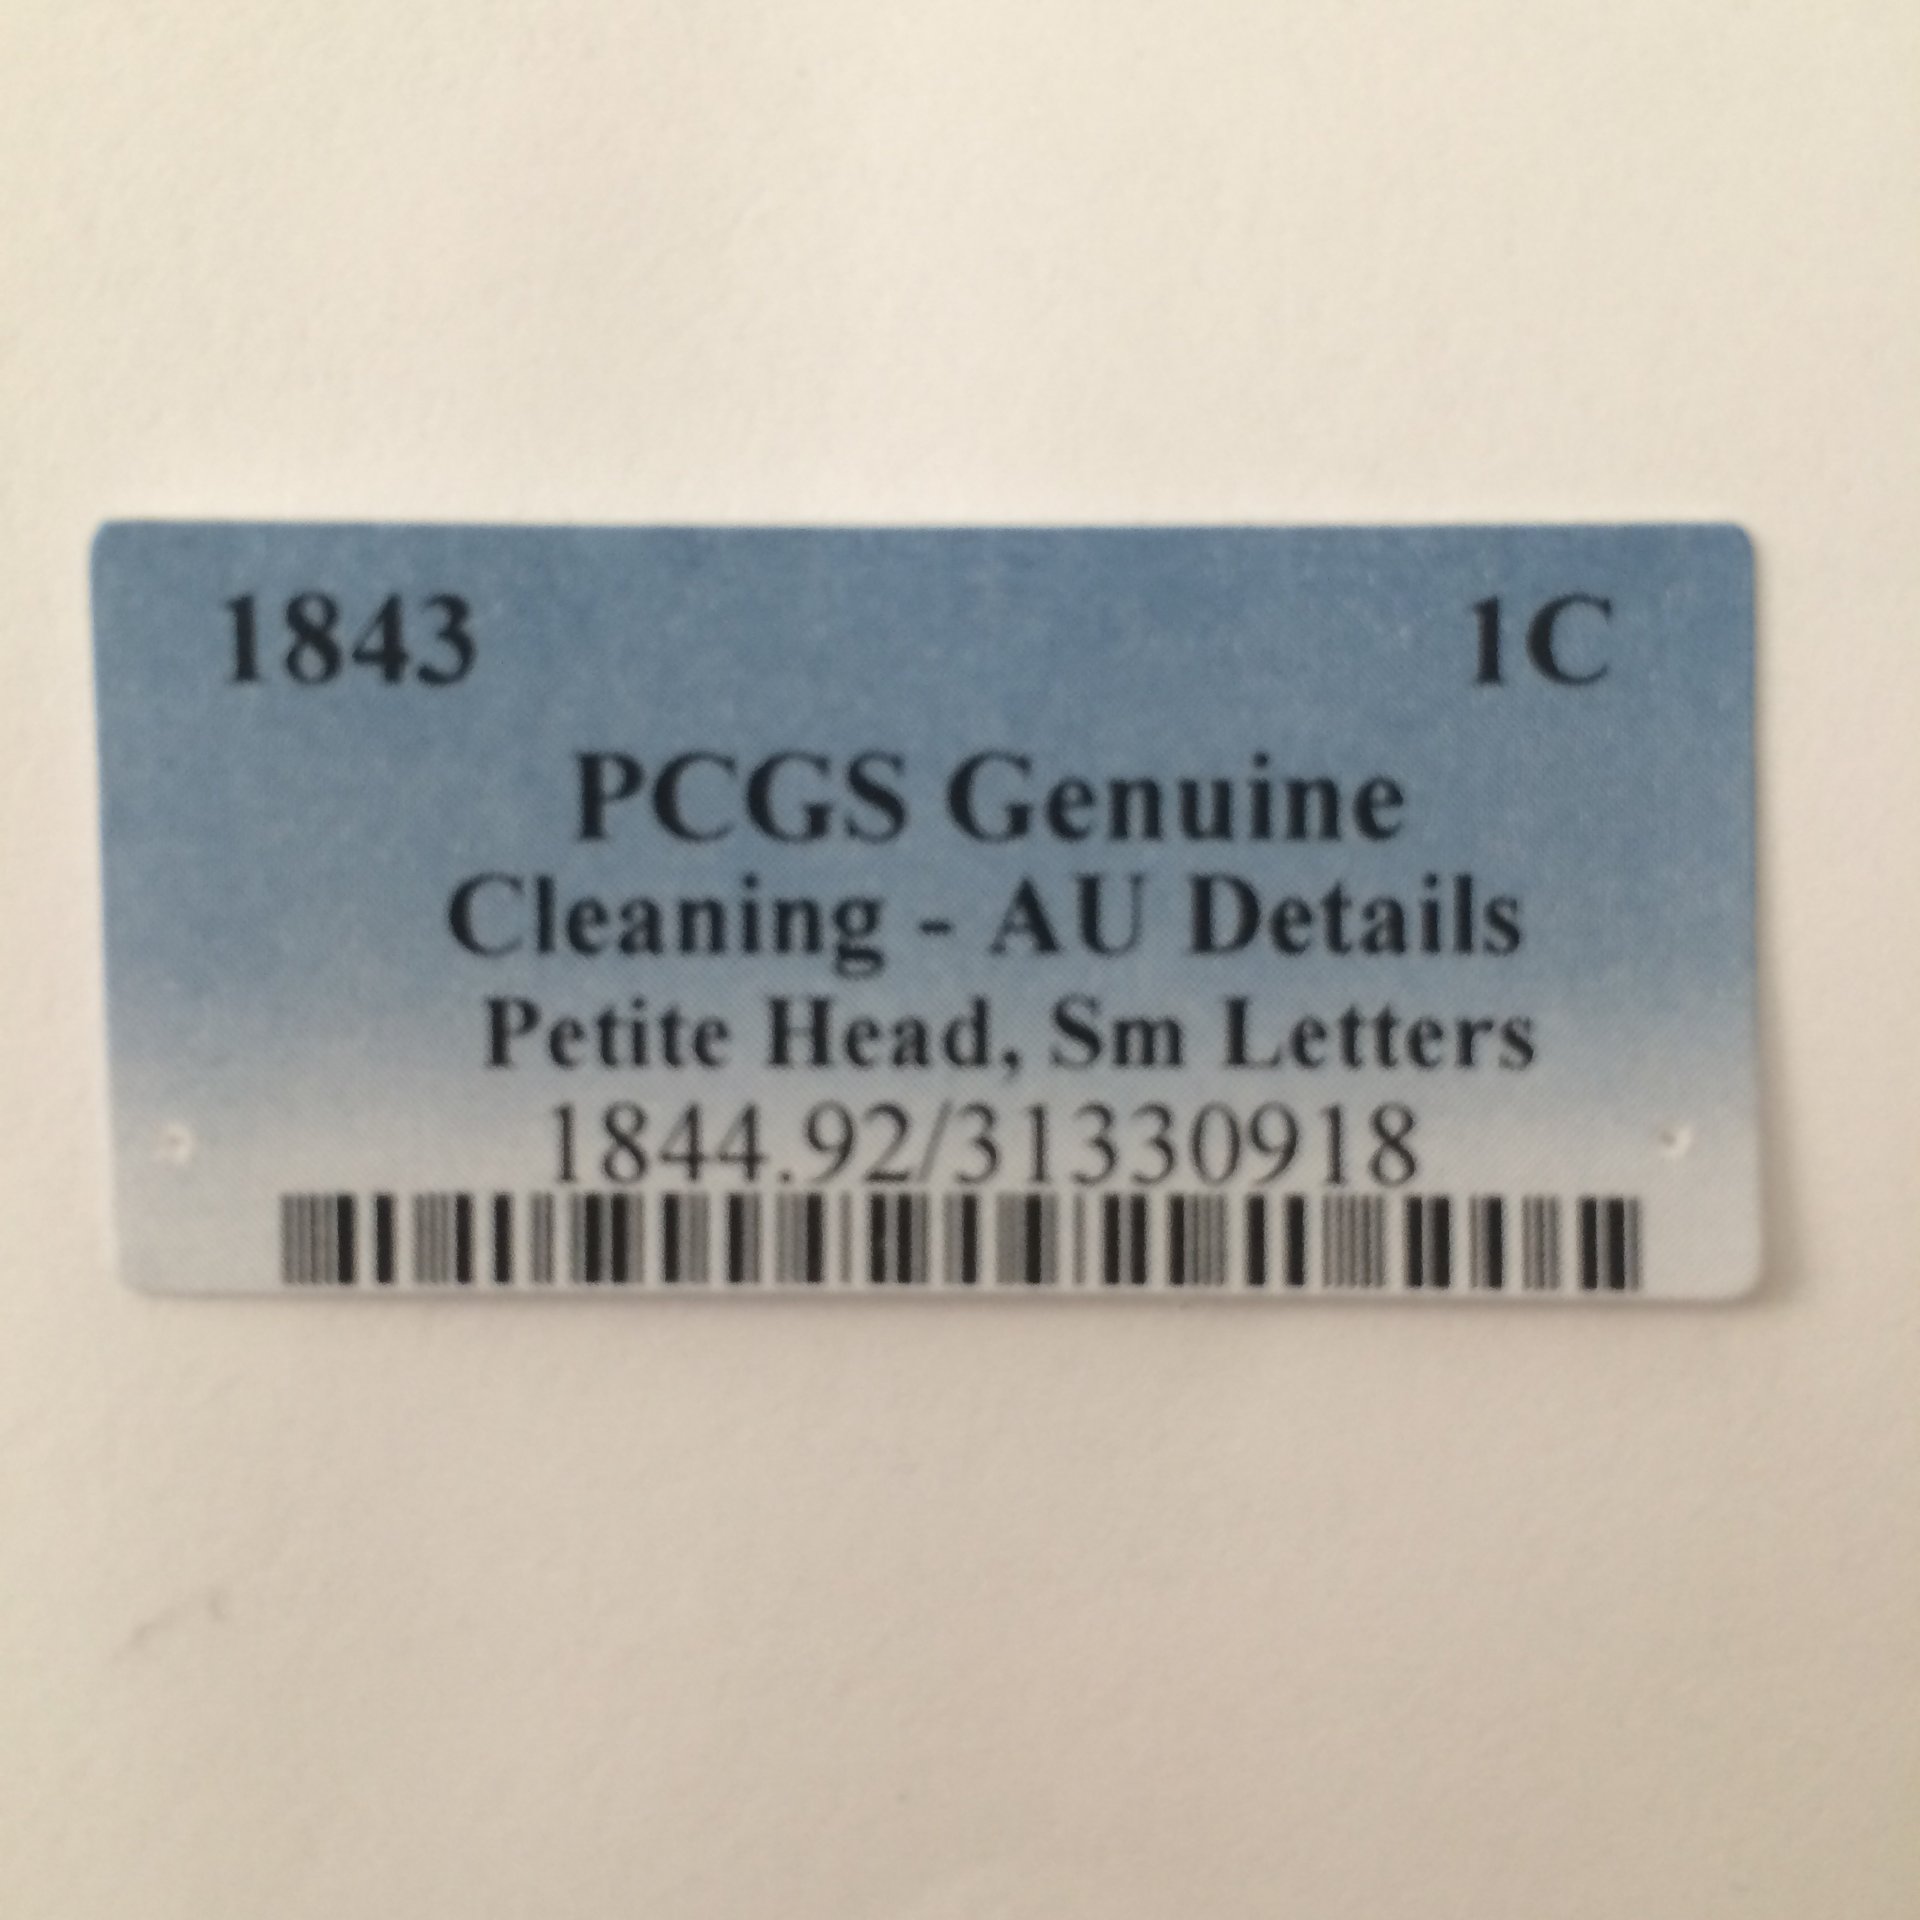 1843 1C
PCGS Genuine
Cleaning - AU Details
Petite Head, Sm Letters
1844.92/31330918